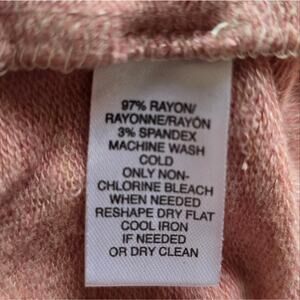 97% RAYON/
RAYONNE/RAYÓN
3% SPANDEX
MACHINE WASH
COLD
ONLY NON-
CHLORINE BLEACH
WHEN NEEDED
RESHAPE DRY FLAT
COOL IRON
IF NEEDED
OR DRY CLEAN